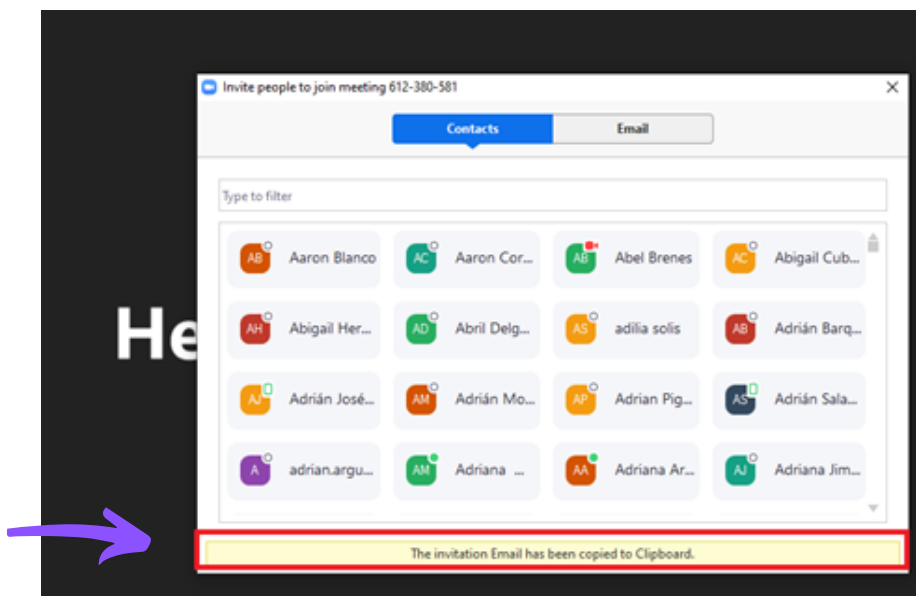 Invite people to join meeting 612-380-581
Contacts Email
Type to filter
AB Aaron Blanco AC Aaron Cor... AB Abel Brenes AC Abigail Cub...
AH Abigail Her... AD Abril Delg... AS adilia solis AB Adrián Barq...
He
AJ Adrián José... AM Adrián Mo... AP Adrian Pig... AS Adrián Sala...
A adrian.argu... AM Adriana ... AA Adriana Ar... AJ Adriana Jim...
The invitation Email has been copied to Clipboard.